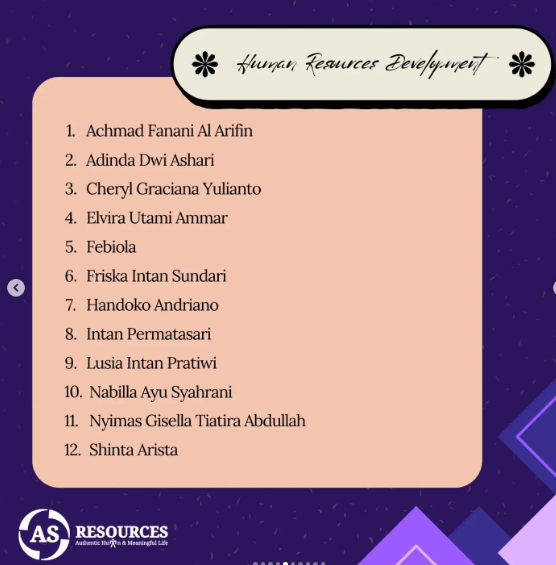 Human Resources Develpment
1. Achmad Fanani Al Arifin
2. Adinda Dwi Ashari
3. Cheryl Graciana Yulianto
4. Elvira Utami Ammar
5. Febiola
6. Friska Intan Sundari
7. Handoko Andriano
8. Intan Permatasari
9. Lusia Intan Pratiwi
10. Nabilla Ayu Syahrani
11. Nyimas Gisella Tiatira Abdullah
12. Shinta Arista
AS RESOURCES
Authentic Human & Meaningful Life